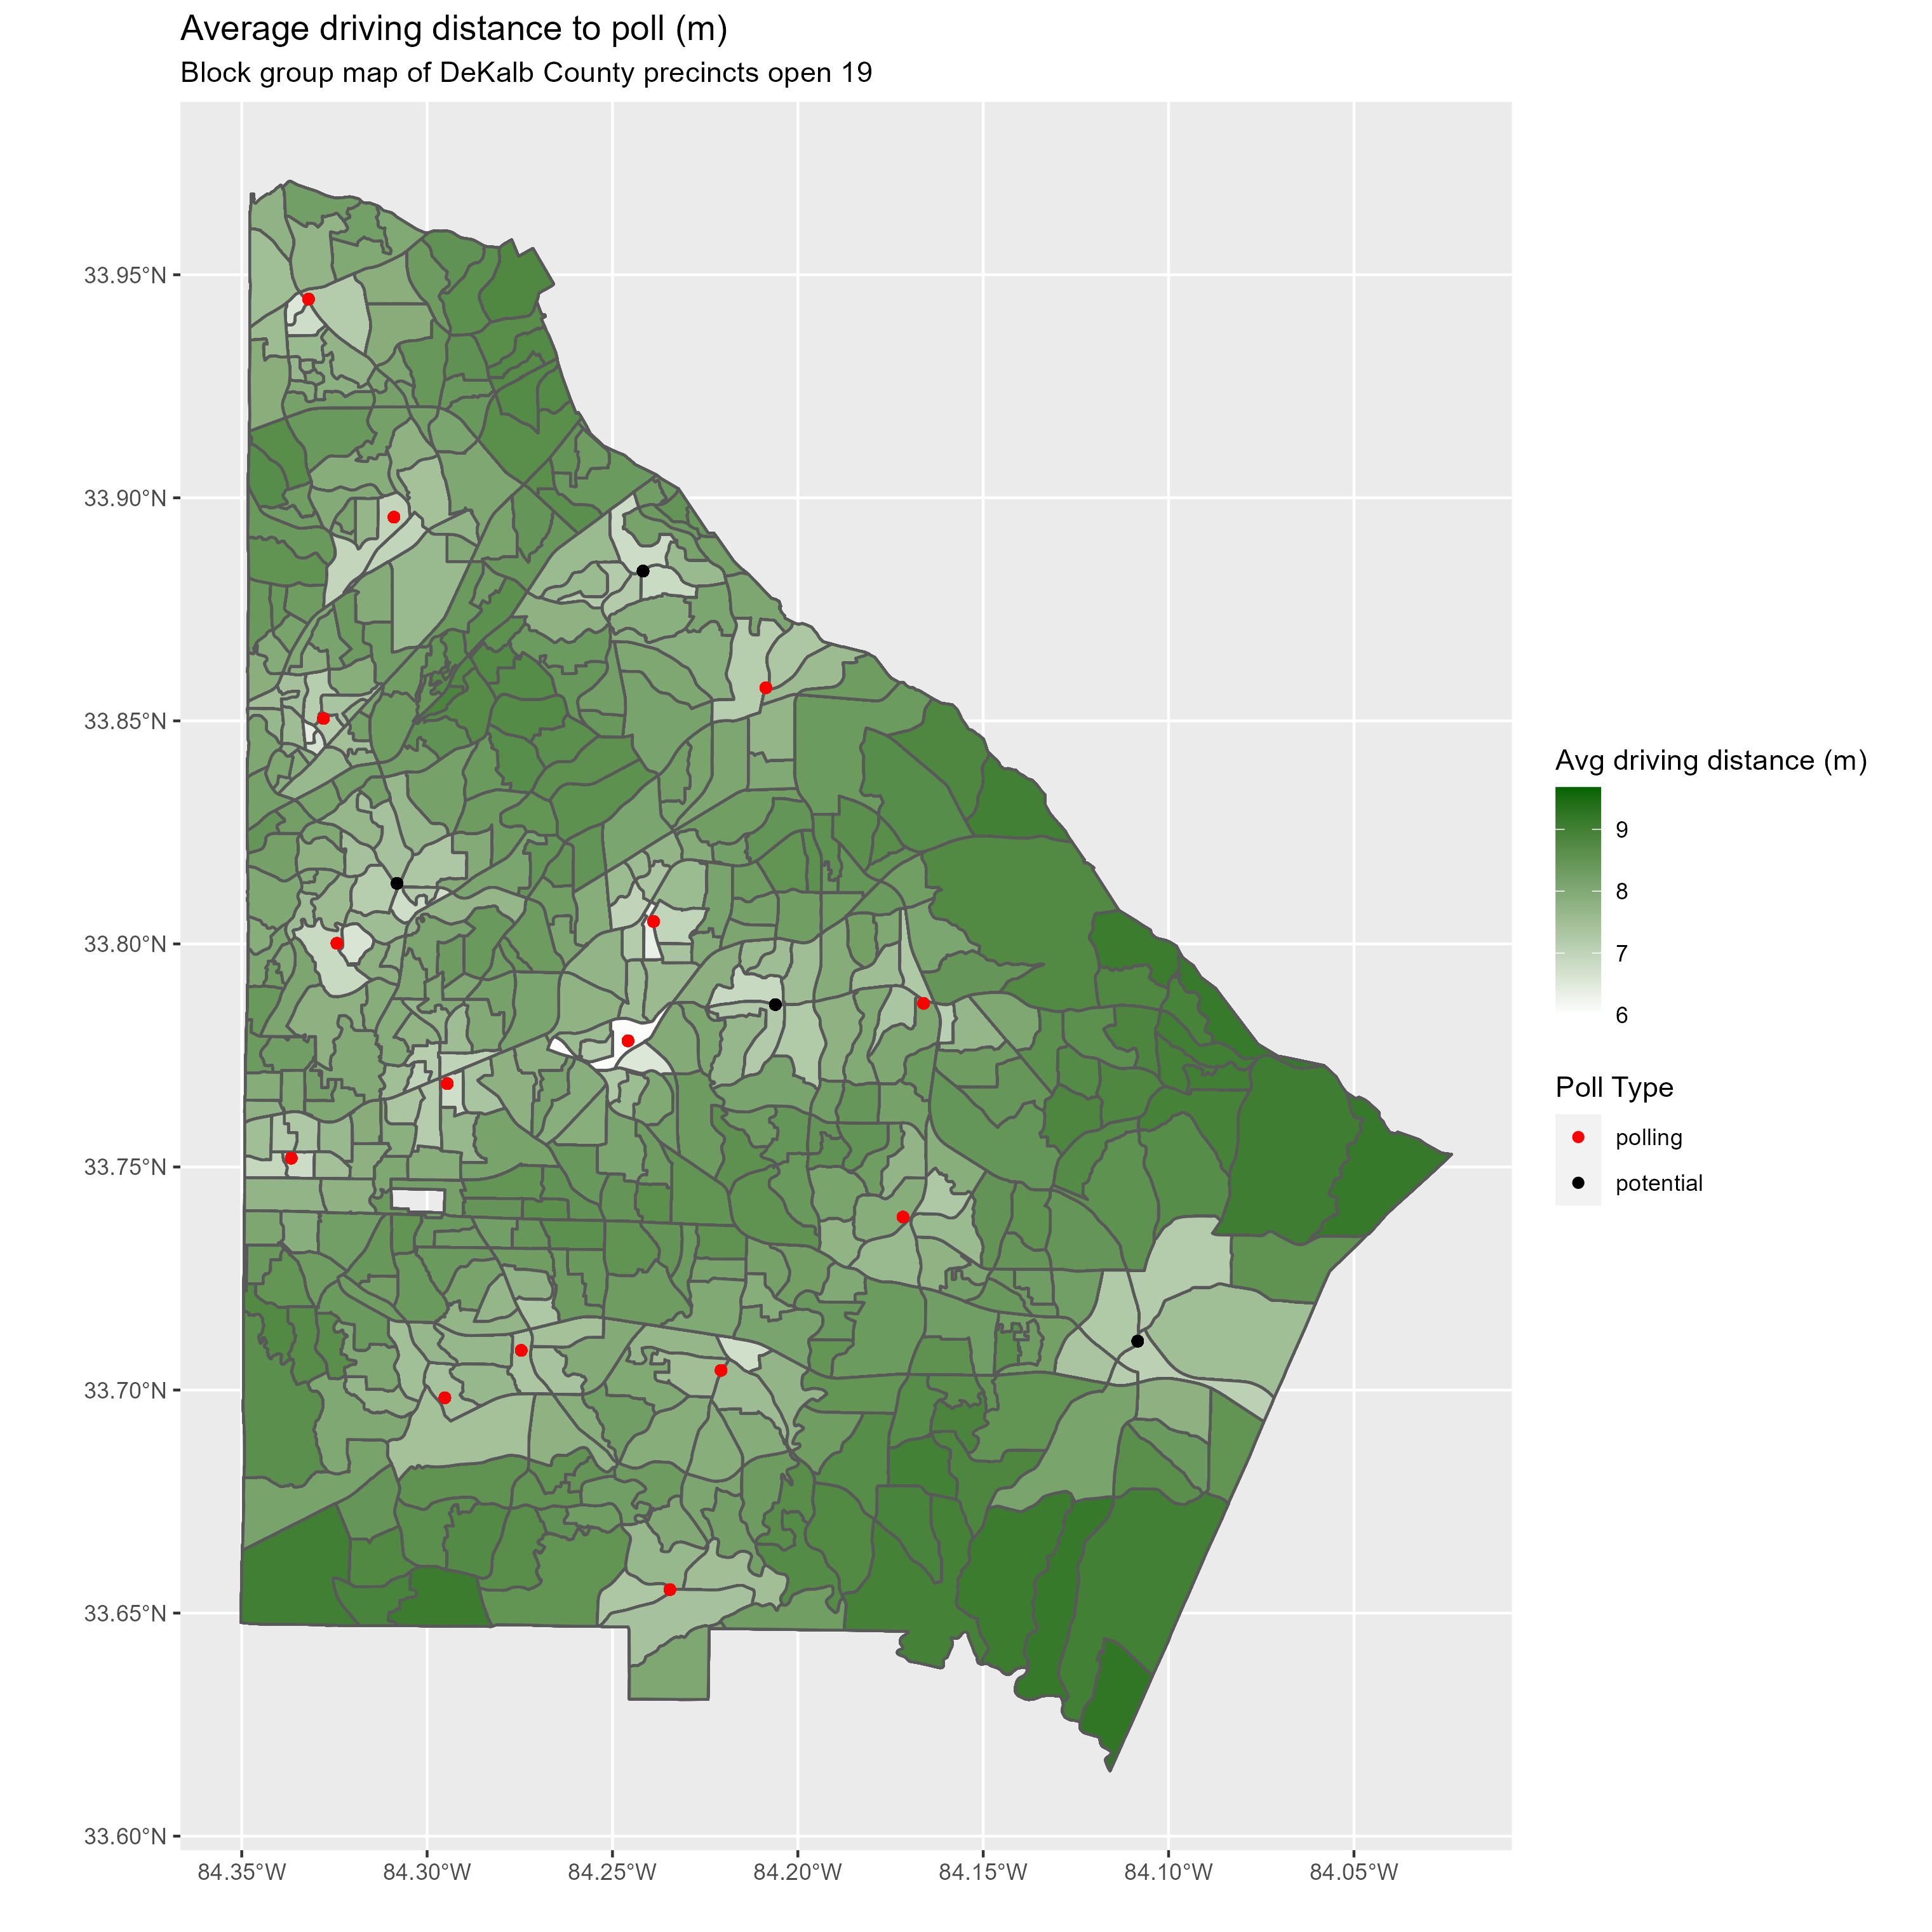 Average driving distance to poll (m)
Block group map of DeKalb County precincts open 19
33.95°N
33.90°N
33.85°N
33.80°N
33.75°N
33.70°N
33.65°N
33.60°N
84.35°W 84.30°W 84.25°W 84.20°W 84.15°W 84.10°W 84.05°W
Avg driving distance (m)
9
8
7
6
Poll Type
polling
potential